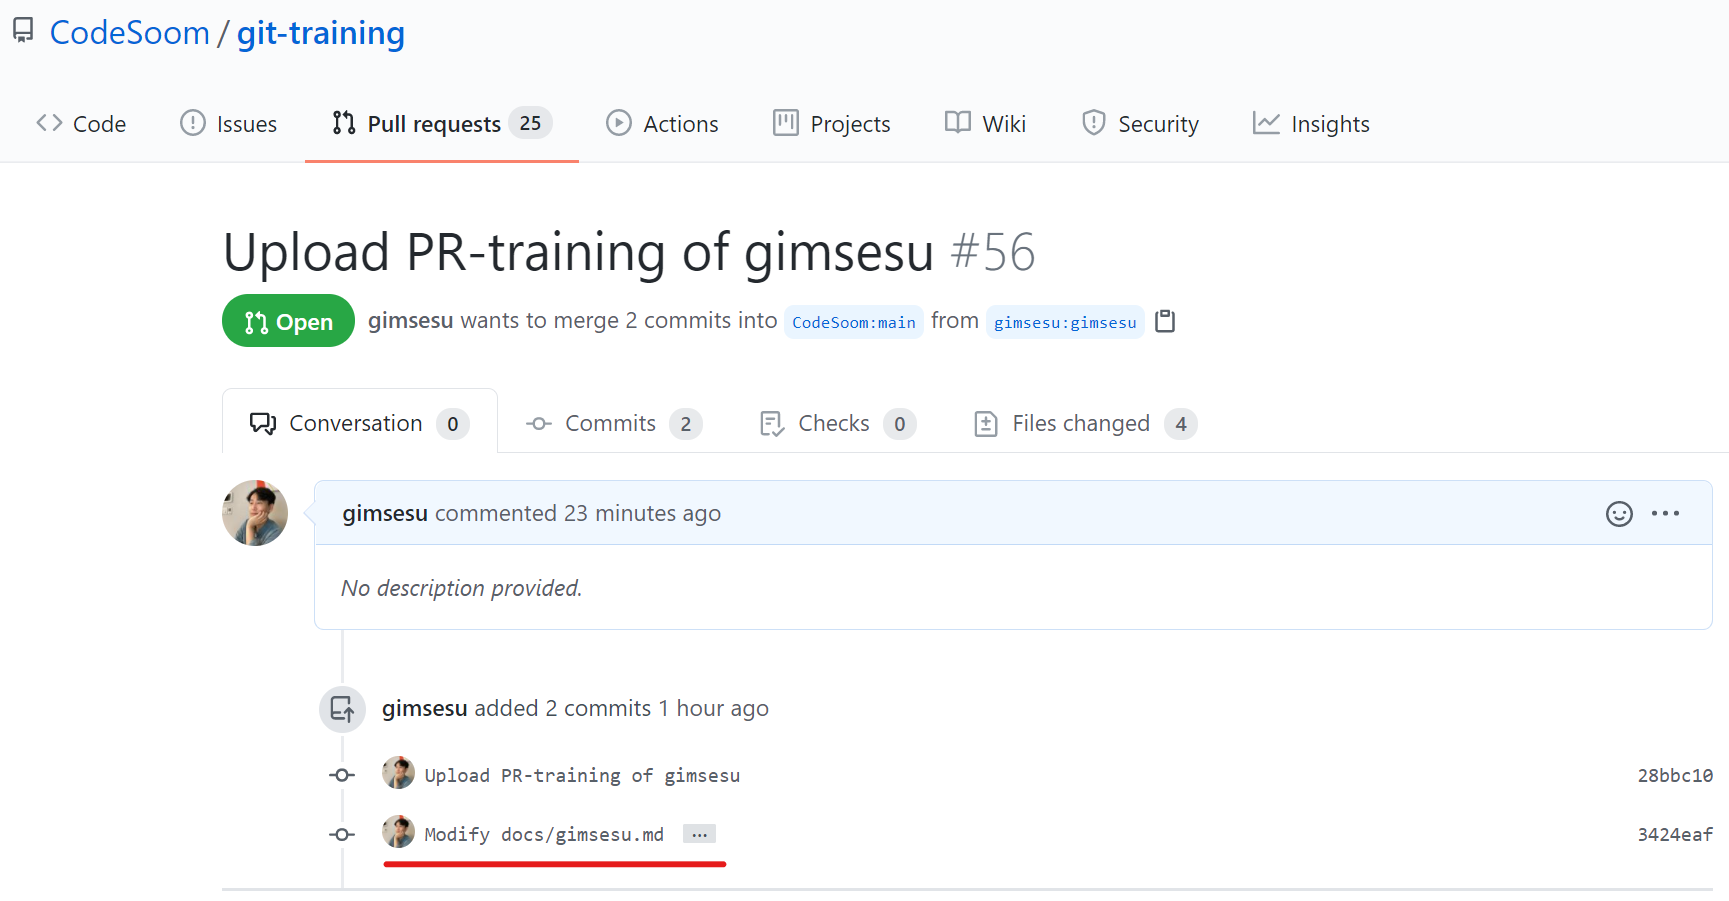 CodeSoom / git-training
Code Issues Pull requests 25 Actions Projects Wiki Security Insights
Upload PR-training of gimsesu #56
Open gimsesu wants to merge 2 commits into CodeSoom:main from gimsesu:gimsesu
Conversation 0 Commits 2 Checks 0 Files changed 4
gimsesu commented 23 minutes ago
No description provided.
gimsesu added 2 commits 1 hour ago
Upload PR-training of gimsesu 28bbc10
Modify docs/gimsesu.md ... 3424eaf